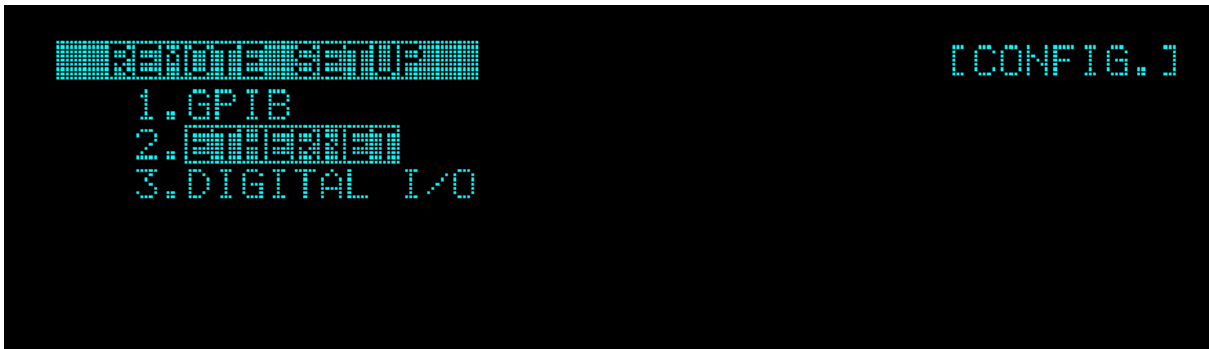 REMOTE SETUP [CONFIG.]
1.GPIB
2.ETHERNET
3.DIGITAL I/O